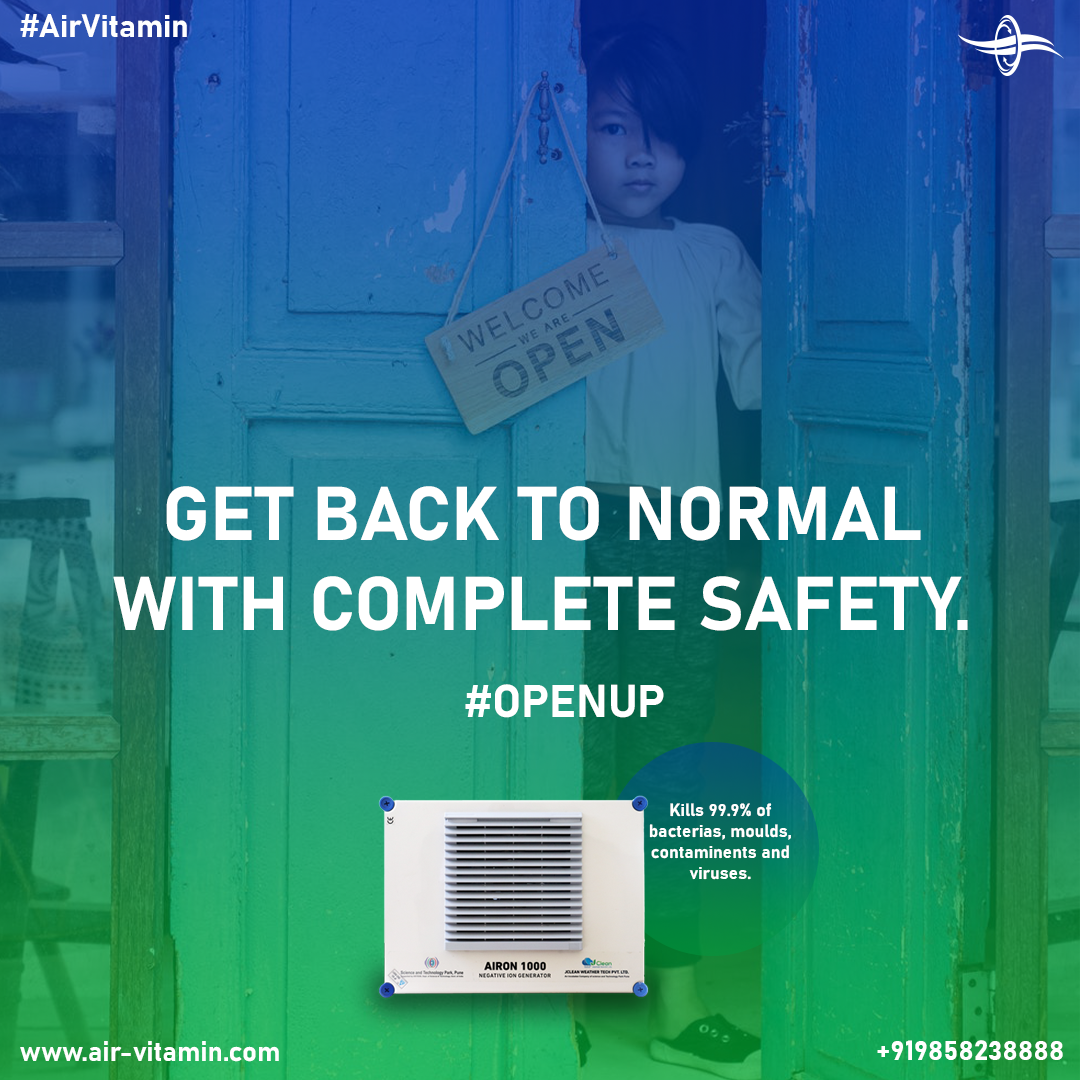 #AirVitamin
WELCOME
WE ARE
OPEN
GET BACK TO NORMAL
WITH COMPLETE SAFETY.
#OPENUP
Kills 99.9% of
bacterias, moulds,
contaminents and
viruses.
CE
Science and Technology Park, Pune
AIRON 1000
NEGATIVE ION GENERATOR
Clean
JCLEAN WEATHER TECH PVT. LTD.
www.air-vitamin.com
+919858238888